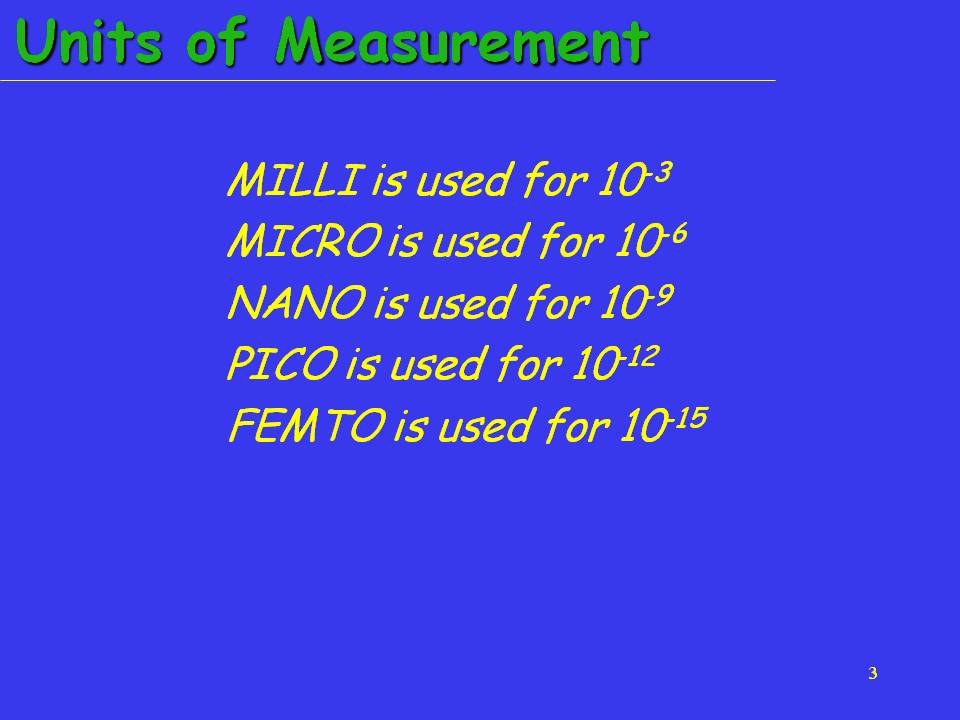 Units of Measurement
MILLI is used for 10⁻³
MICRO is used for 10⁻⁶
NANO is used for 10⁻⁹
PICO is used for 10⁻¹²
FEMTO is used for 10⁻¹⁵
3